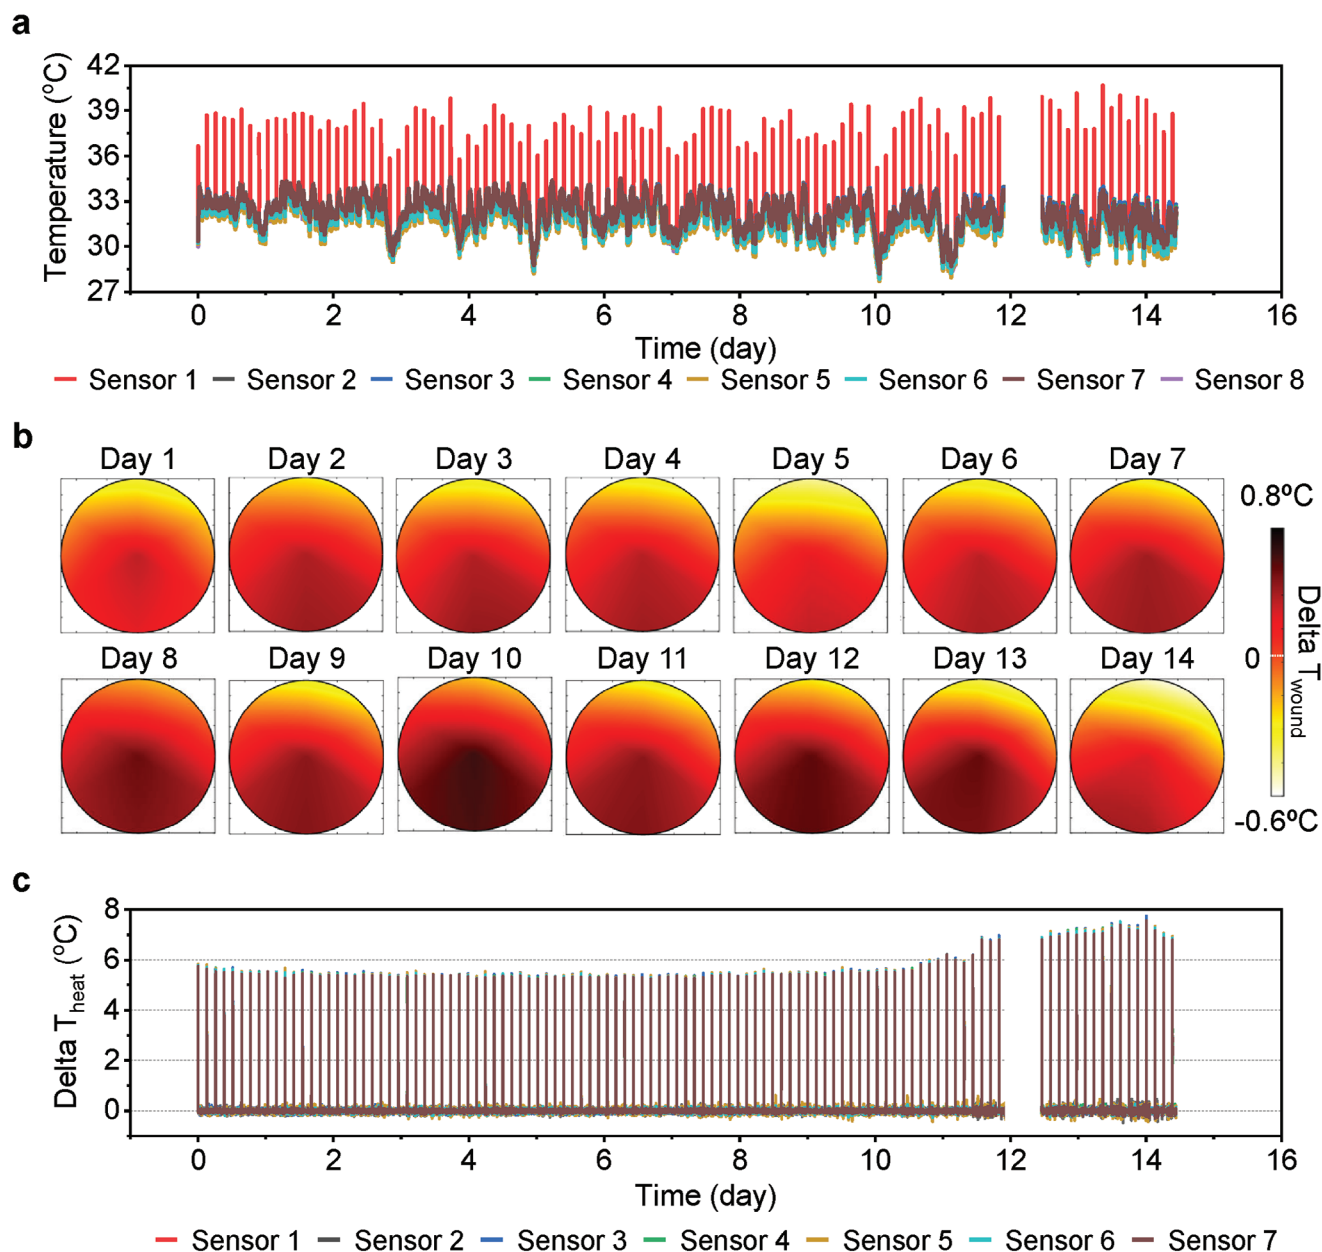 a
Temperature (°C)
42
39
36
33
30
27
0 2 4 6 8 10 12 14 16
Time (day)
Sensor 1 Sensor 2 Sensor 3 Sensor 4 Sensor 5 Sensor 6 Sensor 7 Sensor 8
b
Day 1 Day 2 Day 3 Day 4 Day 5 Day 6 Day 7
Day 8 Day 9 Day 10 Day 11 Day 12 Day 13 Day 14
0.8ºC
0
-0.6ºC
Delta Twound
c
Delta Theat (°C)
8
6
4
2
0
0 2 4 6 8 10 12 14 16
Time (day)
Sensor 1 Sensor 2 Sensor 3 Sensor 4 Sensor 5 Sensor 6 Sensor 7